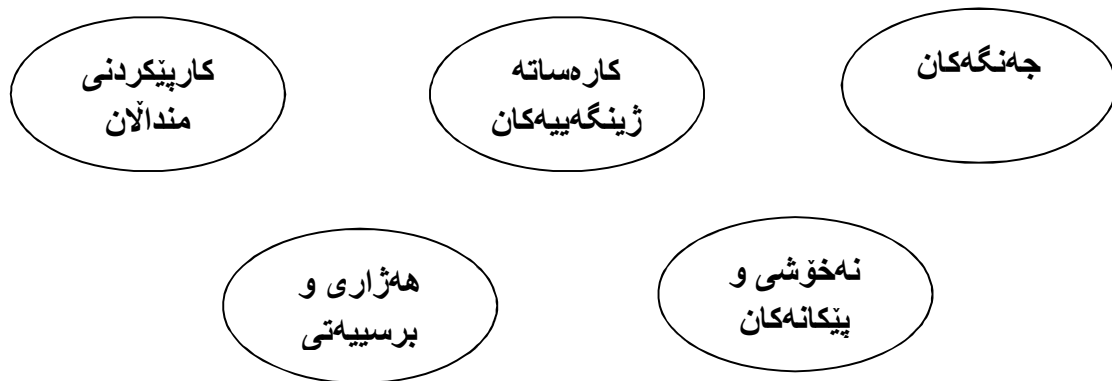 جەنگەکان
کارەساتە
ژینگەییەکان
کارپێکردنی
منداڵان
نەخۆشی و
پێکانەکان
هەژاری و
برسییەتی